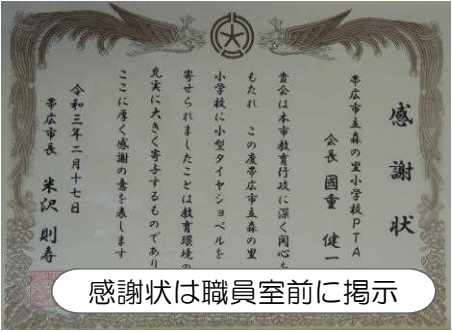 感謝状
帯広市立森の里小学校PTA
会長 國重 健一
貴会は本市教育行政に深く関心を
もたれ この度帯広市立森の里
小学校に小型タイヤショベルを
寄せられましたことは教育環境の
充実に大きく寄与するものであり
ここに厚く感謝の意を表します
令和三年二月十七日
帯広市長 米沢 則寿
感謝状は職員室前に掲示